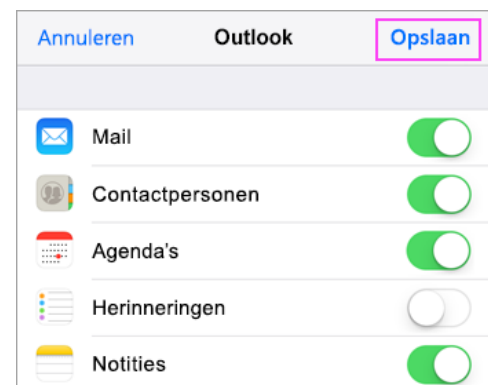 Annuleren Outlook Opslaan
Mail
Contactpersonen
Agenda's
Herinneringen
Notities